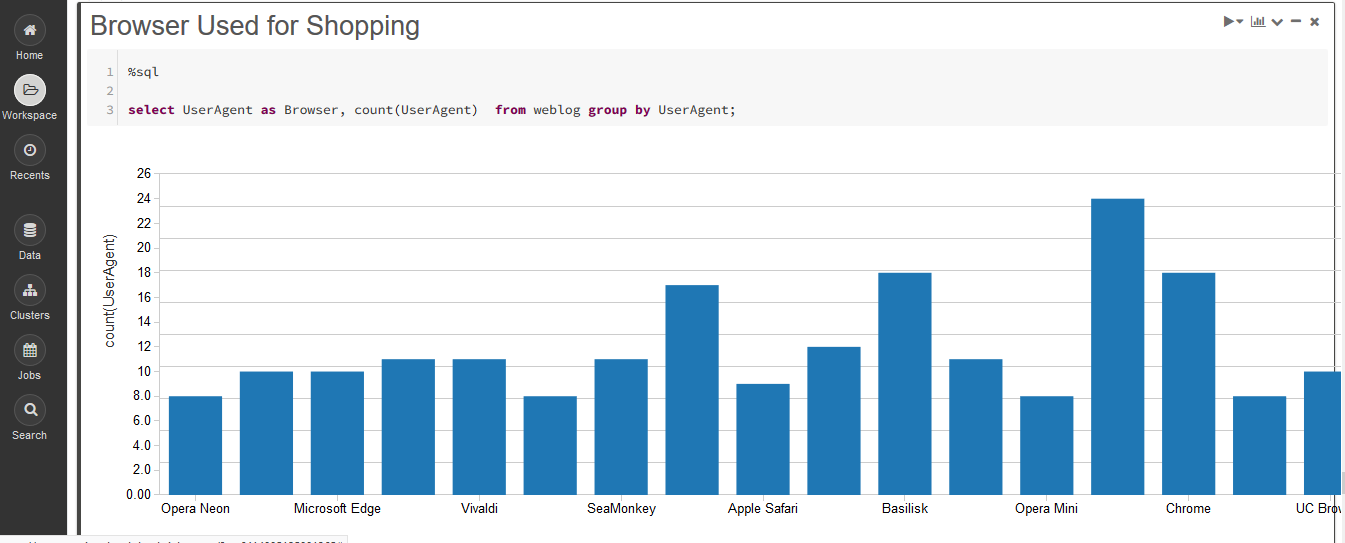 Browser Used for Shopping
Home
Workspace
Recents
Data
Clusters
Jobs
Search
1 %sql
2
3 select UserAgent as Browser, count(UserAgent)  from weblog group by UserAgent;
count(UserAgent)
26
24
22
20
18
16
14
12
10
8.0
6.0
4.0
2.0
0.00
Opera Neon Microsoft Edge Vivaldi SeaMonkey Apple Safari Basilisk Opera Mini Chrome UC Brow